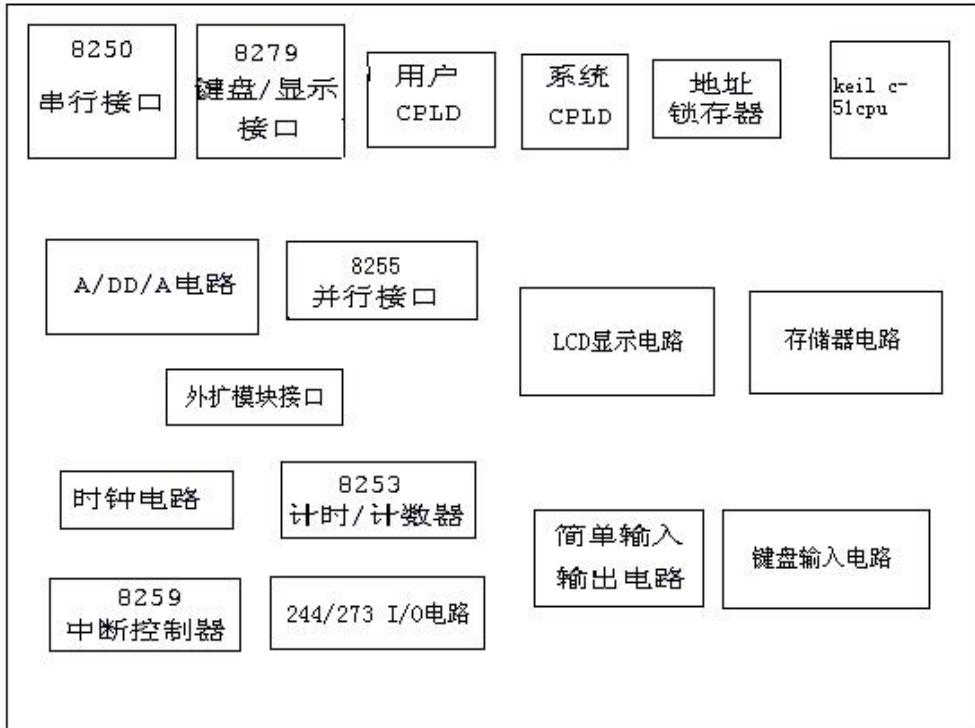 8250
串行接口
8279
键盘/显示
接口
用户
CPLD
系统
CPLD
地址
锁存器
keil c-
51cpu
A/DD/A电路
8255
并行接口
LCD显示电路
存储器电路
外扩模块接口
时钟电路
8253
计时/计数器
简单输入
输出电路
键盘输入电路
8259
中断控制器
244/273 I/O电路